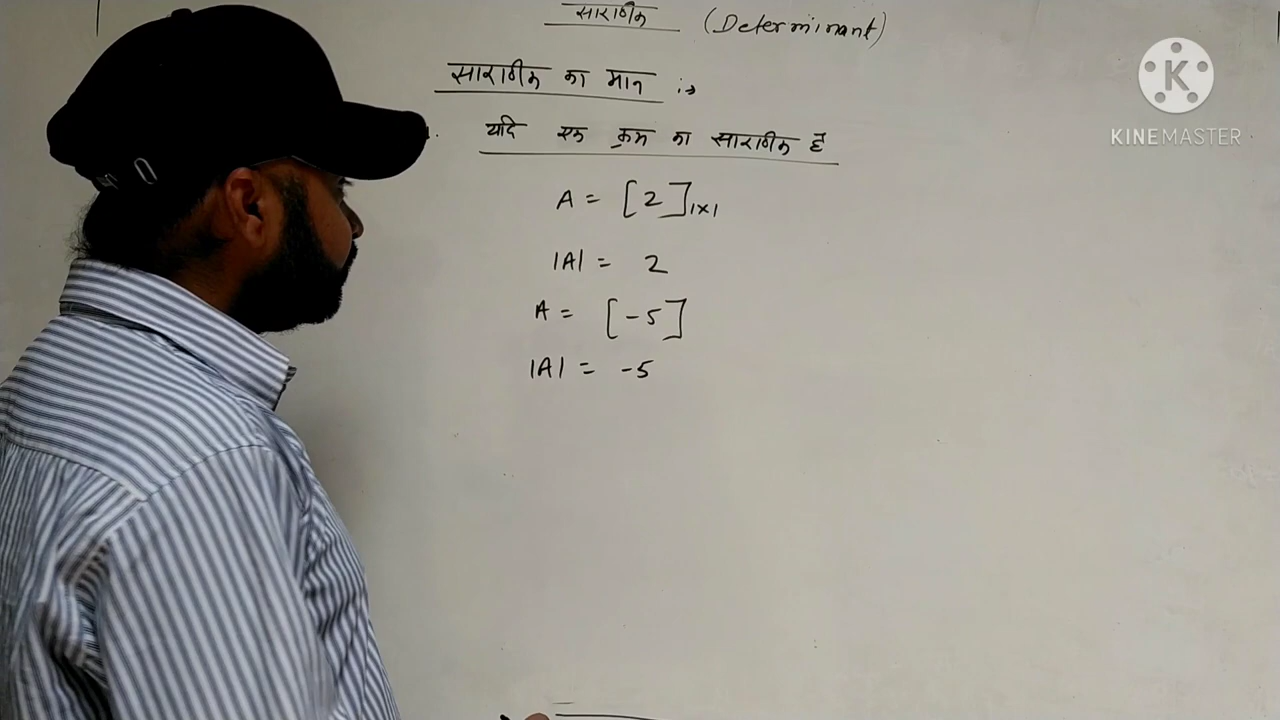 सारणीक (Determinant)
सारणीक का मान :→
यदि एक क्रम का सारणीक है
A = [2]1×1
|A| = 2
A = [-5]
|A| = -5
K
KINEMASTER